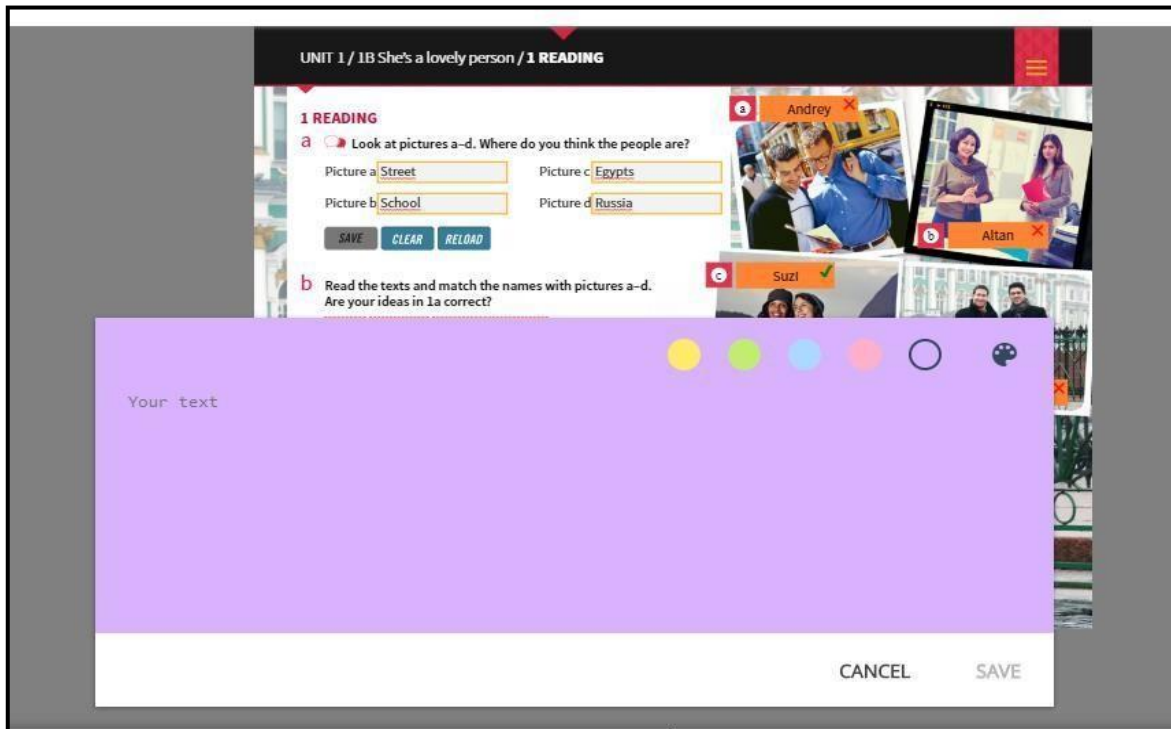 UNIT 1 / 1B She's a lovely person / 1 READING
1 READING
a Look at pictures a–d. Where do you think the people are?
Picture a Street Picture c Egypts
Picture b School Picture d Russia
SAVE CLEAR RELOAD
b Read the texts and match the names with pictures a–d.
Are your ideas in 1a correct?
a Andrey
b Altan
c Suzi
Your text
CANCEL SAVE